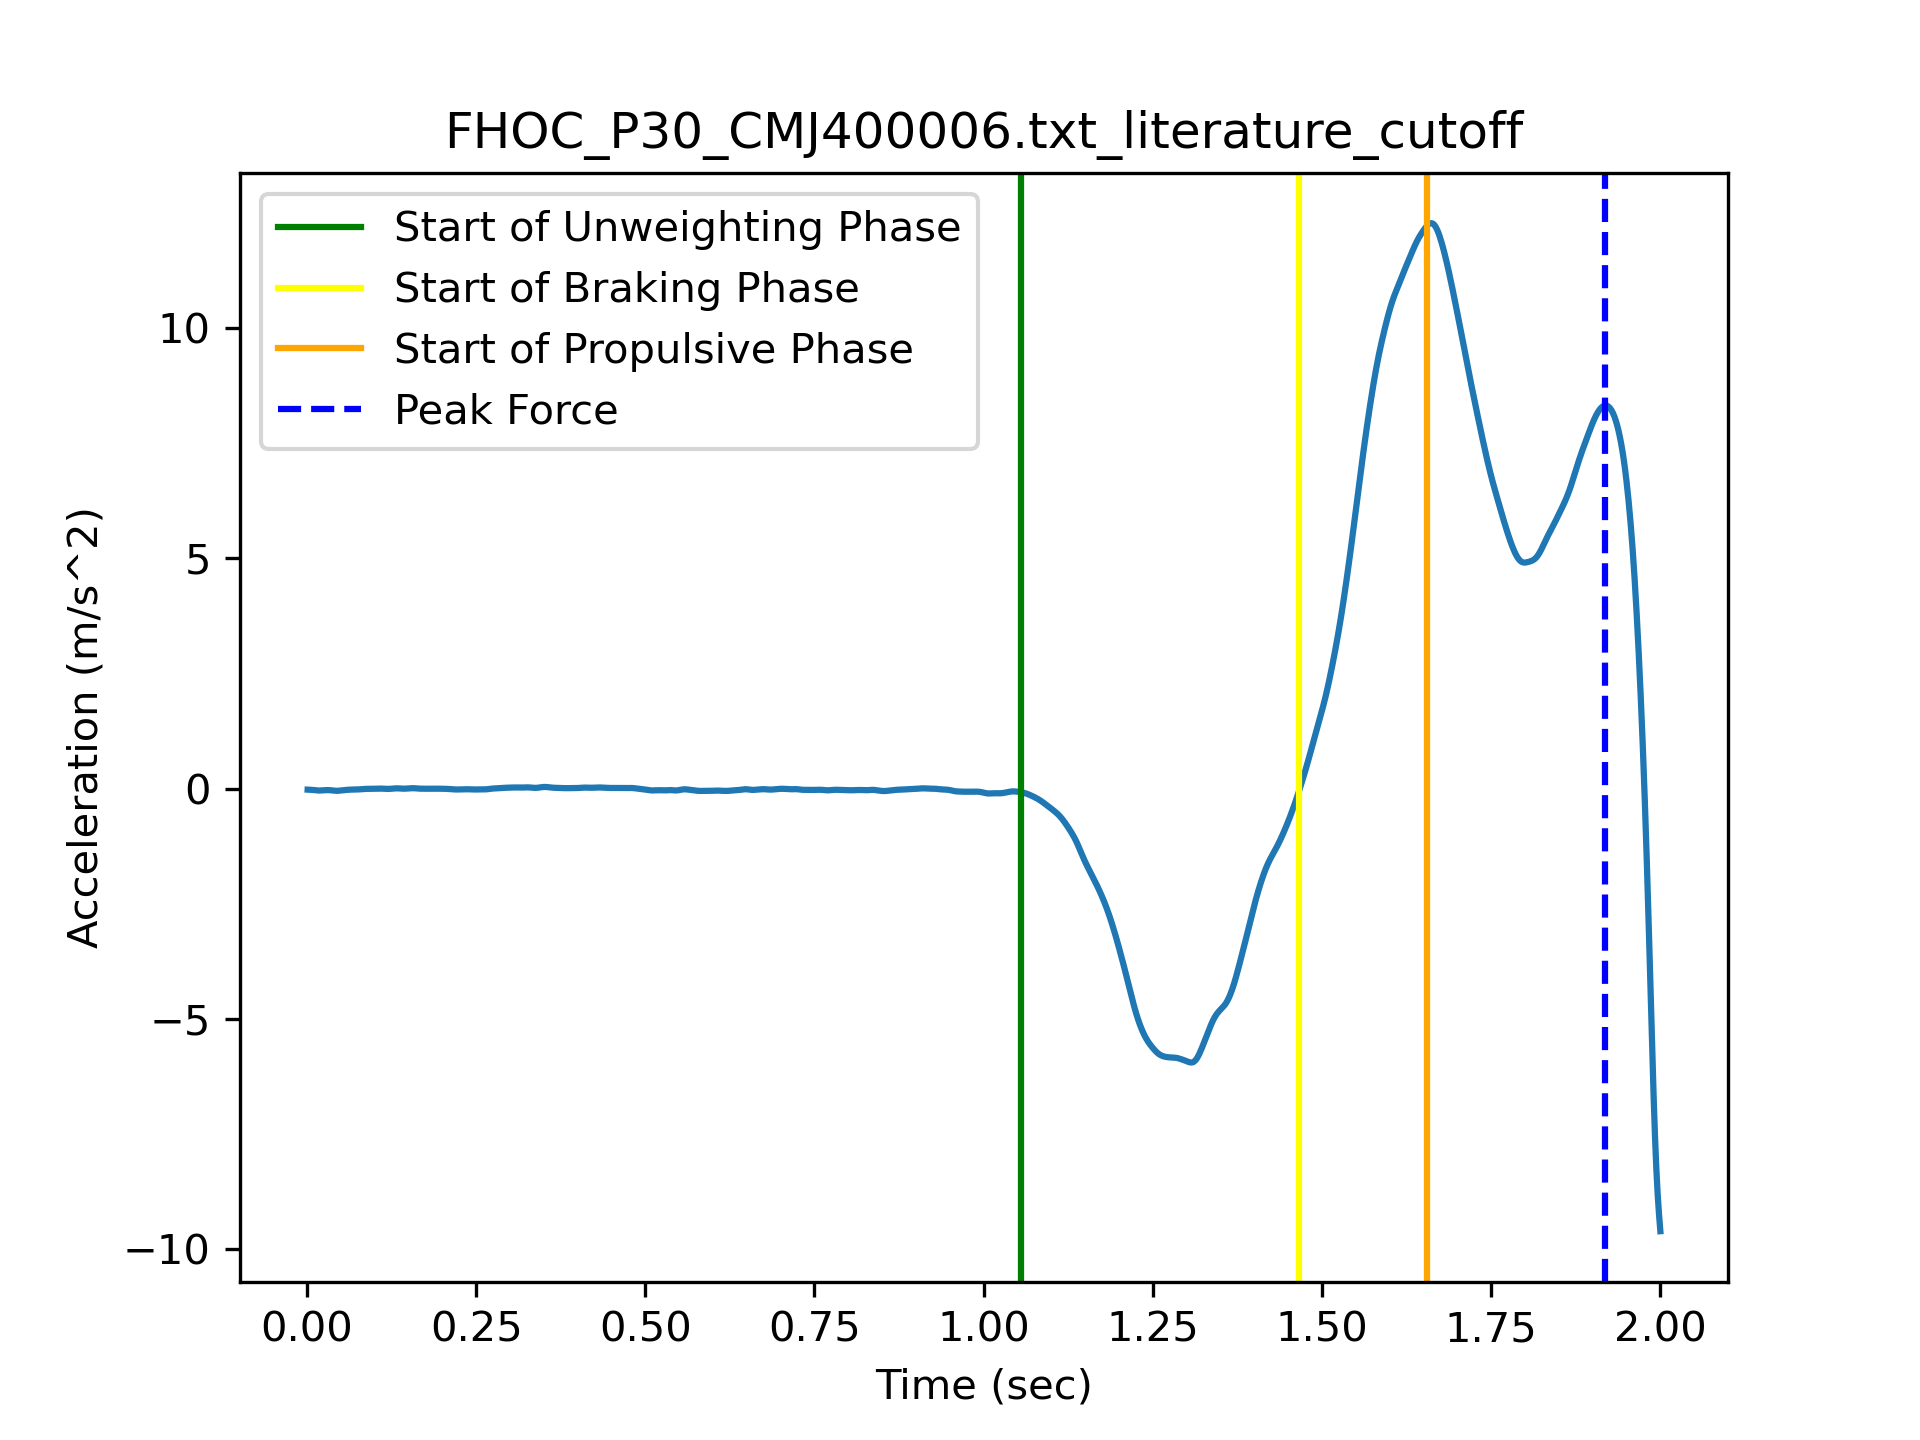 FHOC_P30_CMJ400006.txt_literature_cutoff
Start of Unweighting Phase
Start of Braking Phase
Start of Propulsive Phase
Peak Force
Acceleration (m/s^2)
10
5
0
−5
−10
0.00 0.25 0.50 0.75 1.00 1.25 1.50 1.75 2.00
Time (sec)